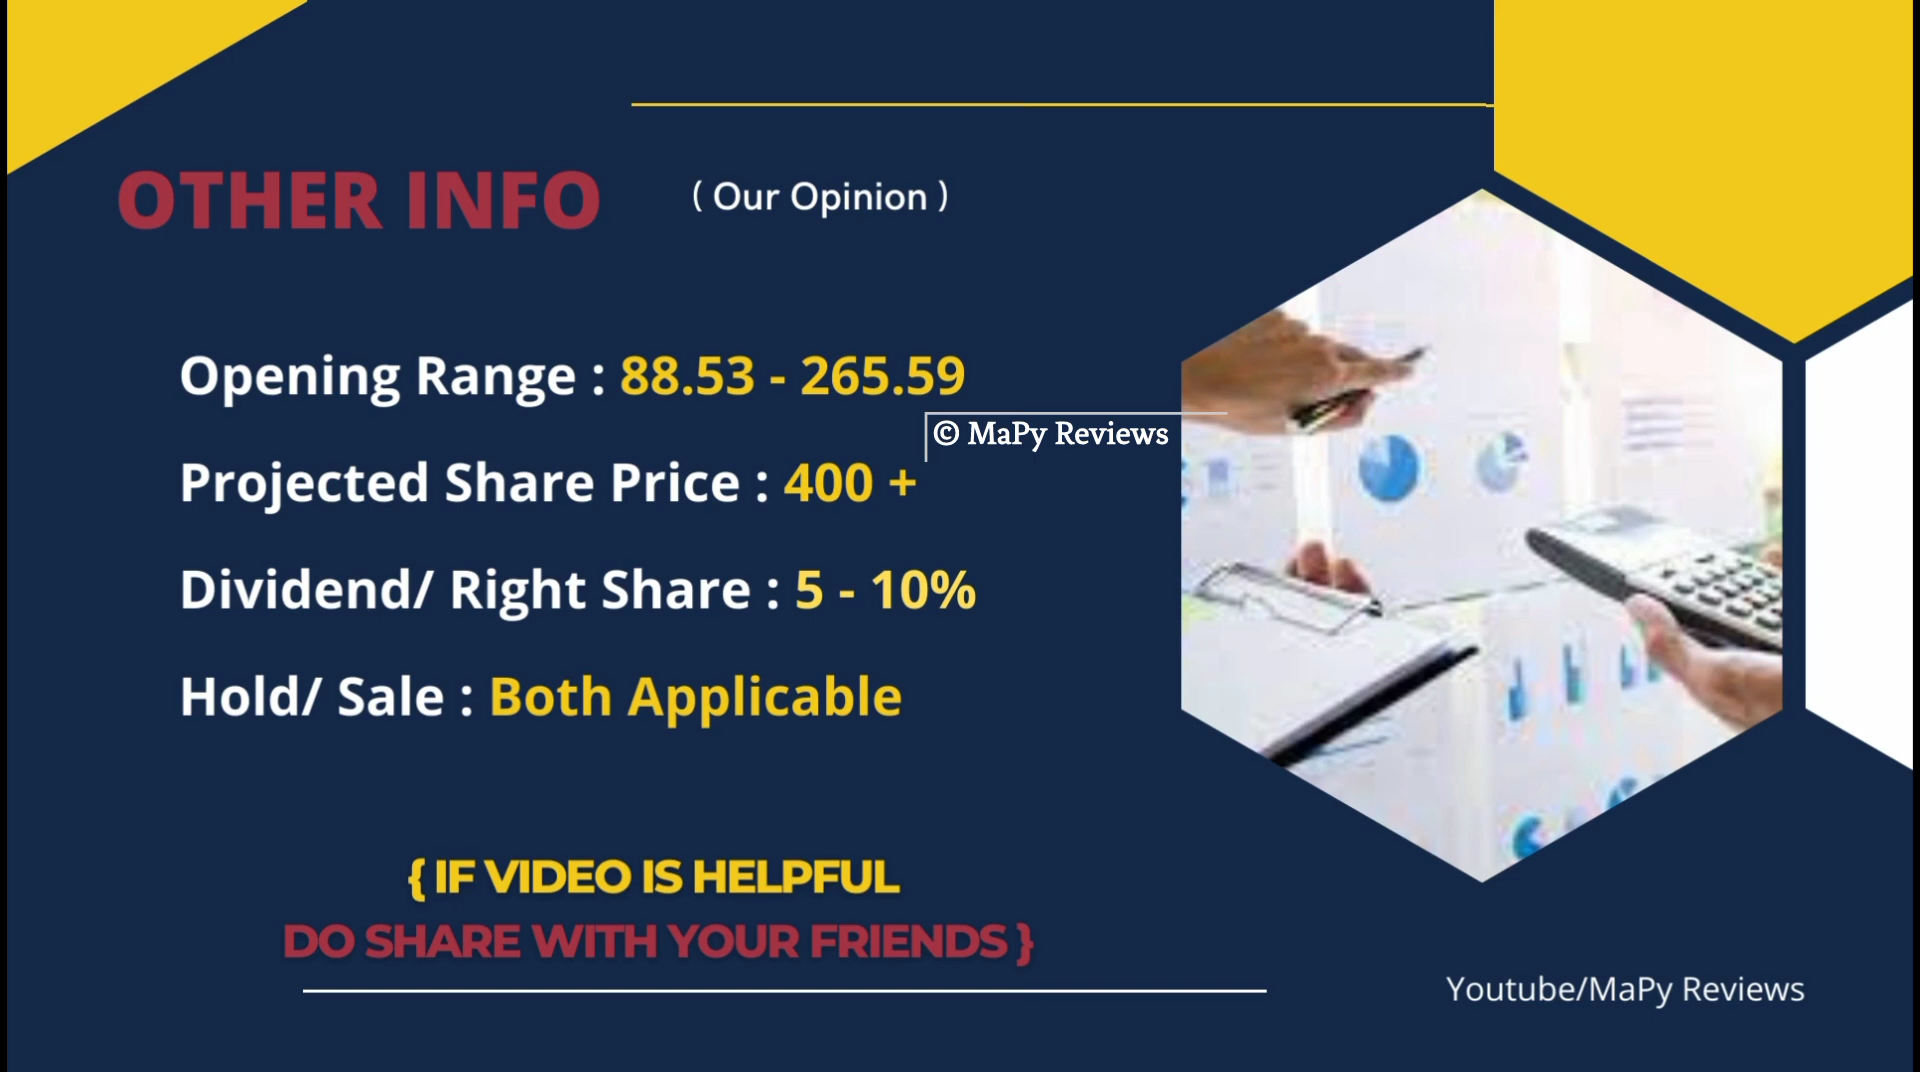 OTHER INFO ( Our Opinion )
Opening Range : 88.53 - 265.59
© MaPy Reviews
Projected Share Price : 400 +
Dividend/ Right Share : 5 - 10%
Hold/ Sale : Both Applicable
{ IF VIDEO IS HELPFUL
DO SHARE WITH YOUR FRIENDS }
Youtube/MaPy Reviews